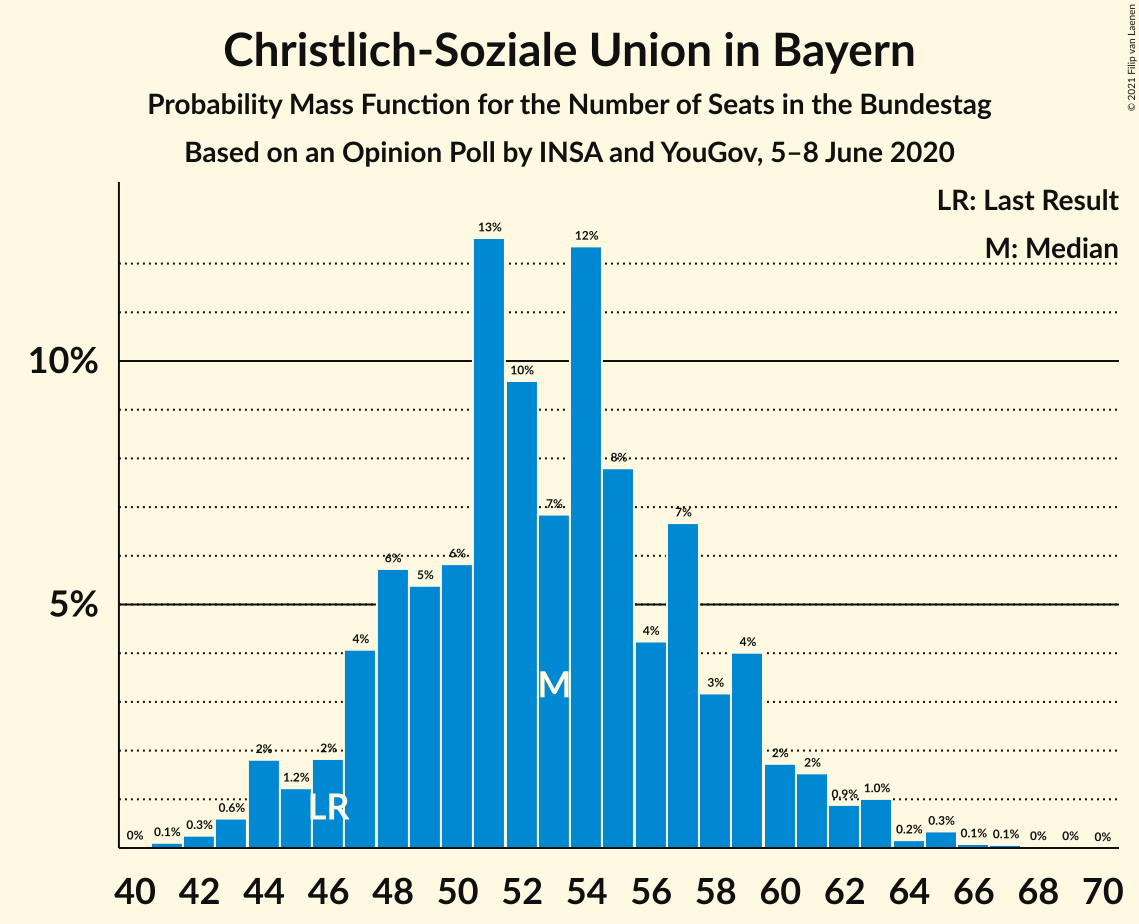 Christlich-Soziale Union in Bayern
Probability Mass Function for the Number of Seats in the Bundestag
Based on an Opinion Poll by INSA and YouGov, 5–8 June 2020
© 2021 Filip van Laenen
LR: Last Result
M: Median
10%
5%
0% 0.1% 0.3% 0.6% 2% 1.2% 2% 4% 6% 5% 6% 13% 10% 7% 12% 8% 4% 7% 3% 4% 2% 2% 0.9% 1.0% 0.2% 0.3% 0.1% 0.1% 0% 0% 0%
M
LR
40 42 44 46 48 50 52 54 56 58 60 62 64 66 68 70